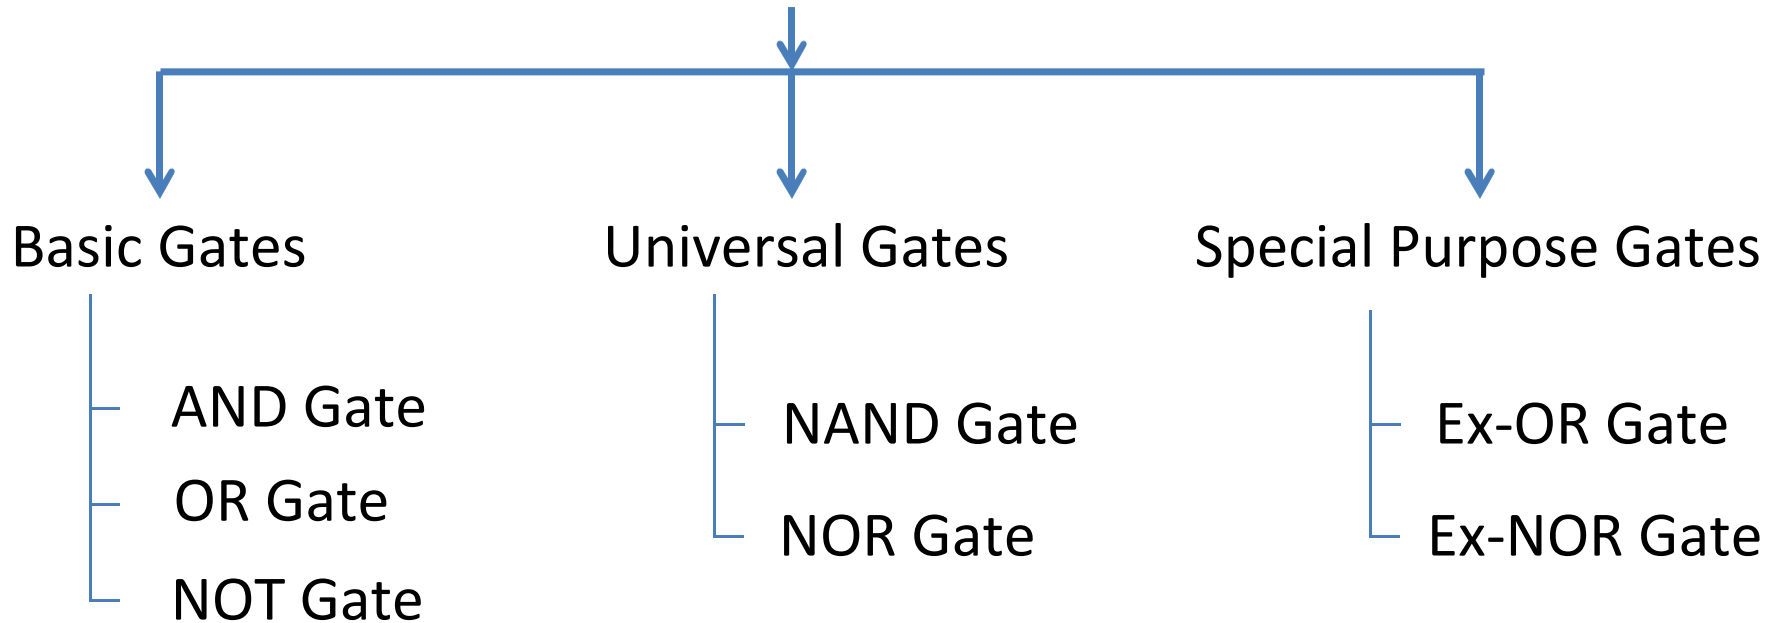 Basic Gates
AND Gate
OR Gate
NOT Gate
Universal Gates
NAND Gate
NOR Gate
Special Purpose Gates
Ex-OR Gate
Ex-NOR Gate